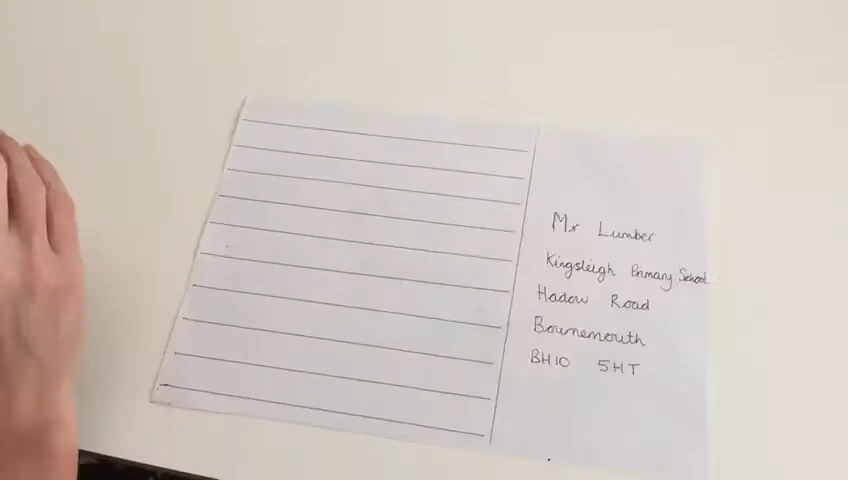 Mr Lumber
Kingsleigh Primary School
Hadow Road
Bournemouth
BH10 5HT